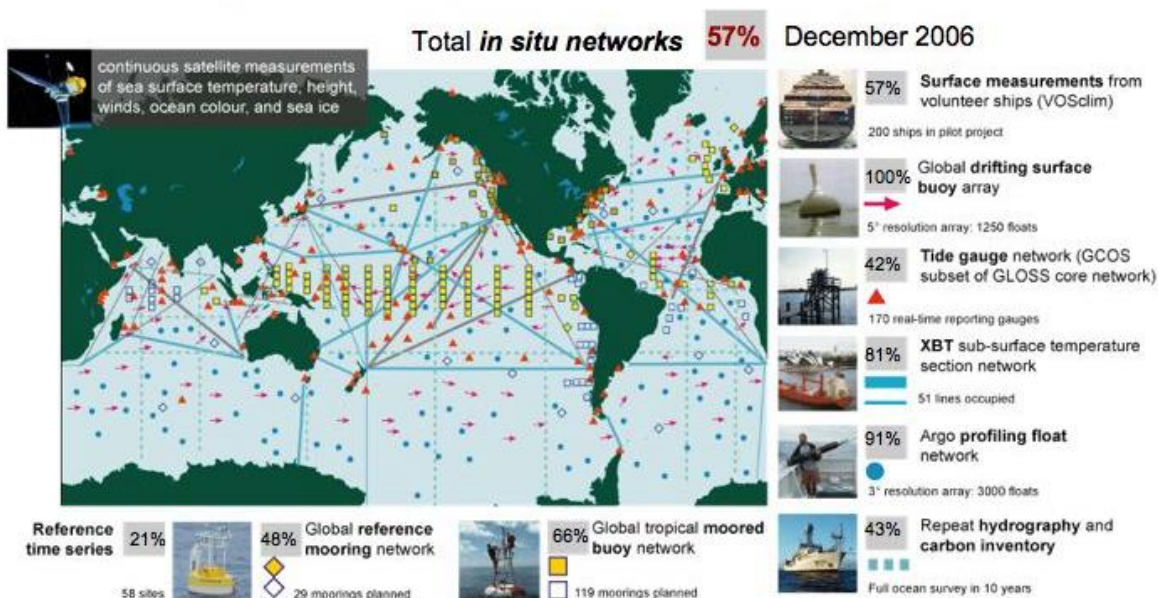 Total in situ networks 57% December 2006
continuous satellite measurements
of sea surface temperature, height,
winds, ocean colour, and sea ice
57%
Surface measurements from
volunteer ships (VOSclim)
200 ships in pilot project
100%
Global drifting surface
buoy array
5° resolution array: 1250 floats
42%
Tide gauge network (GCOS
subset of GLOSS core network)
170 real-time reporting gauges
81%
XBT sub-surface temperature
section network
51 lines occupied
91%
Argo profiling float
network
3° resolution array: 3000 floats
43%
Repeat hydrography and
carbon inventory
Full ocean survey in 10 years
Reference
time series
21%
58 sites
48%
Global reference
mooring network
29 moorings planned
66%
Global tropical moored
buoy network
119 moorings planned